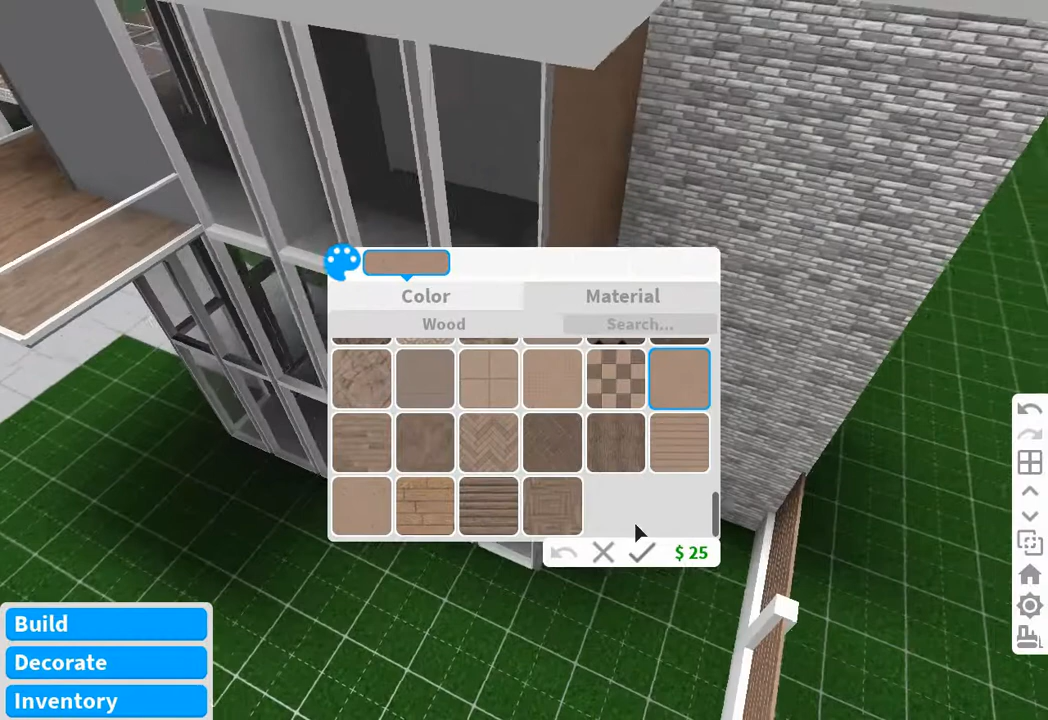 Color
Material
Wood
Search...
$ 25
Build
Decorate
Inventory